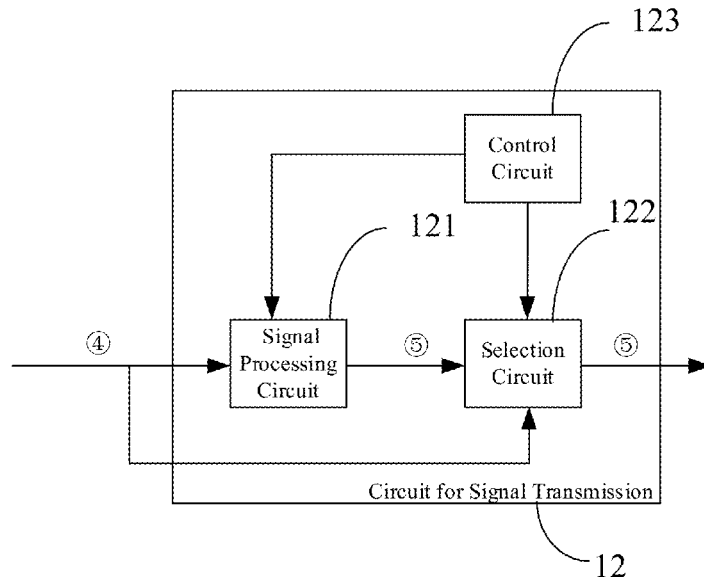 123
Control
Circuit
121
122
④
Signal
Processing
Circuit
⑤
Selection
Circuit
⑤
Circuit for Signal Transmission
12